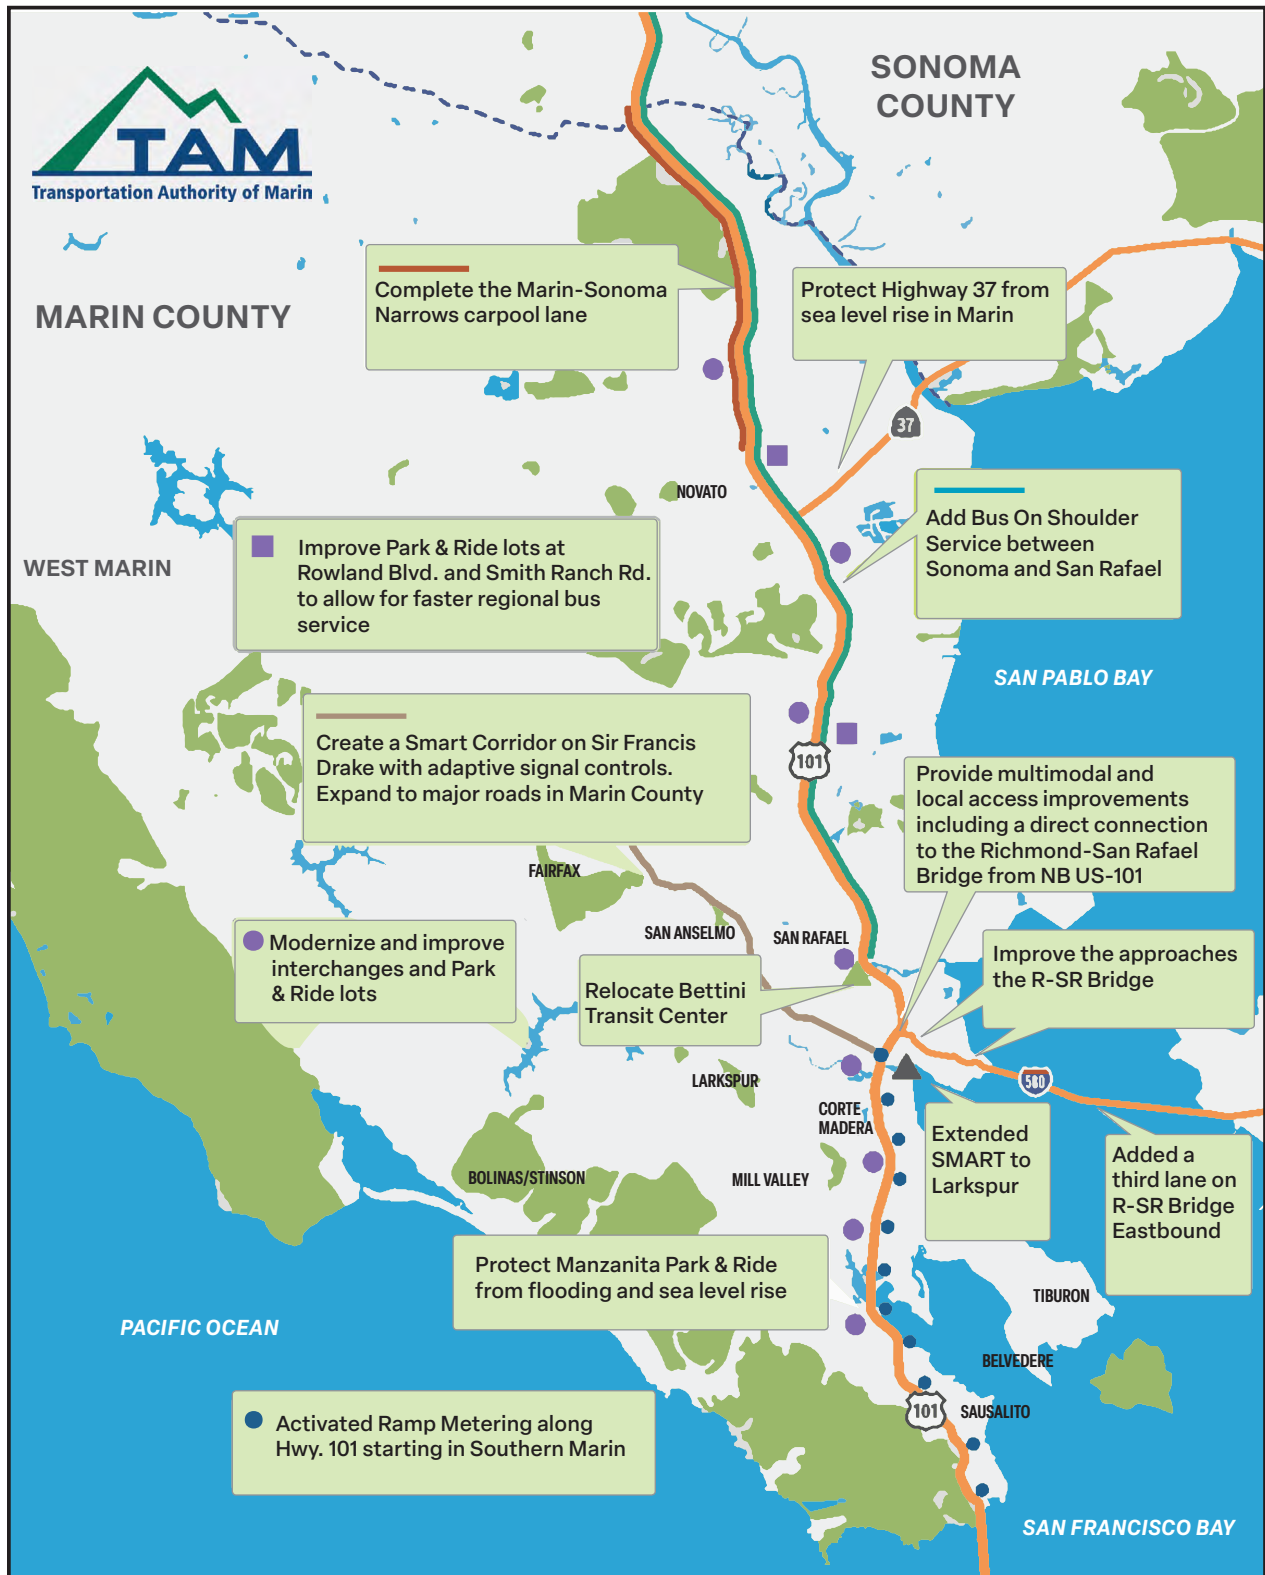 SONOMA
COUNTY
TAM
Transportation Authority of Marin
MARIN COUNTY
Complete the Marin-Sonoma
Narrows carpool lane
Protect Highway 37 from
sea level rise in Marin
37
NOVATO
Add Bus On Shoulder
Service between
Sonoma and San Rafael
WEST MARIN
Improve Park & Ride lots at
Rowland Blvd. and Smith Ranch Rd.
to allow for faster regional bus
service
SAN PABLO BAY
Create a Smart Corridor on Sir Francis
Drake with adaptive signal controls.
Expand to major roads in Marin County
101
Provide multimodal and
local access improvements
including a direct connection
to the Richmond-San Rafael
Bridge from NB US-101
FAIRFAX
SAN ANSELMO
SAN RAFAEL
Modernize and improve
interchanges and Park
& Ride lots
Relocate Bettini
Transit Center
Improve the approaches
the R-SR Bridge
LARKSPUR
580
CORTE
MADERA
Extended
SMART to
Larkspur
Added a
third lane on
R-SR Bridge
Eastbound
BOLINAS/STINSON
MILL VALLEY
Protect Manzanita Park & Ride
from flooding and sea level rise
TIBURON
PACIFIC OCEAN
BELVEDERE
101
SAUSALITO
Activated Ramp Metering along
Hwy. 101 starting in Southern Marin
SAN FRANCISCO BAY